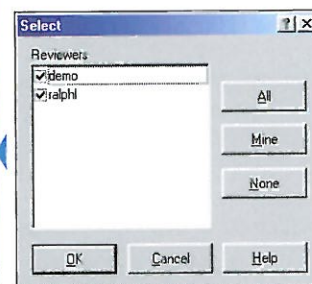 Select
Reviewers
demo
ralphl
All
Mine
None
OK
Cancel
Help